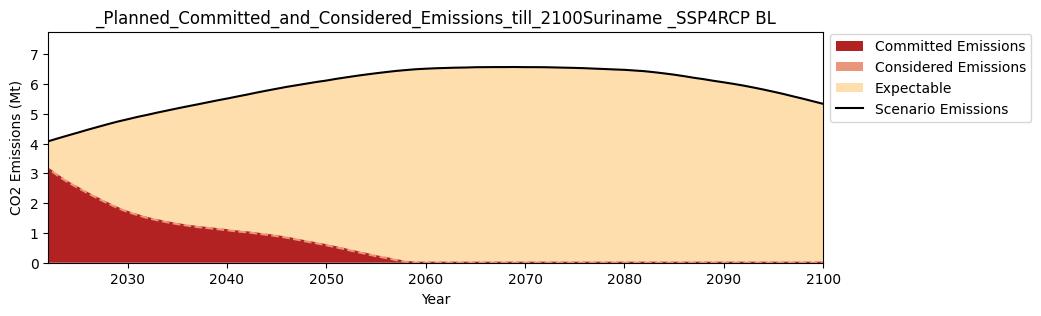 _Planned_Committed_and_Considered_Emissions_till_2100Suriname _SSP4RCP BL
7
6
5
4
3
2
1
0
CO2 Emissions (Mt)
2030 2040 2050 2060 2070 2080 2090 2100
Year
Committed Emissions
Considered Emissions
Expectable
Scenario Emissions